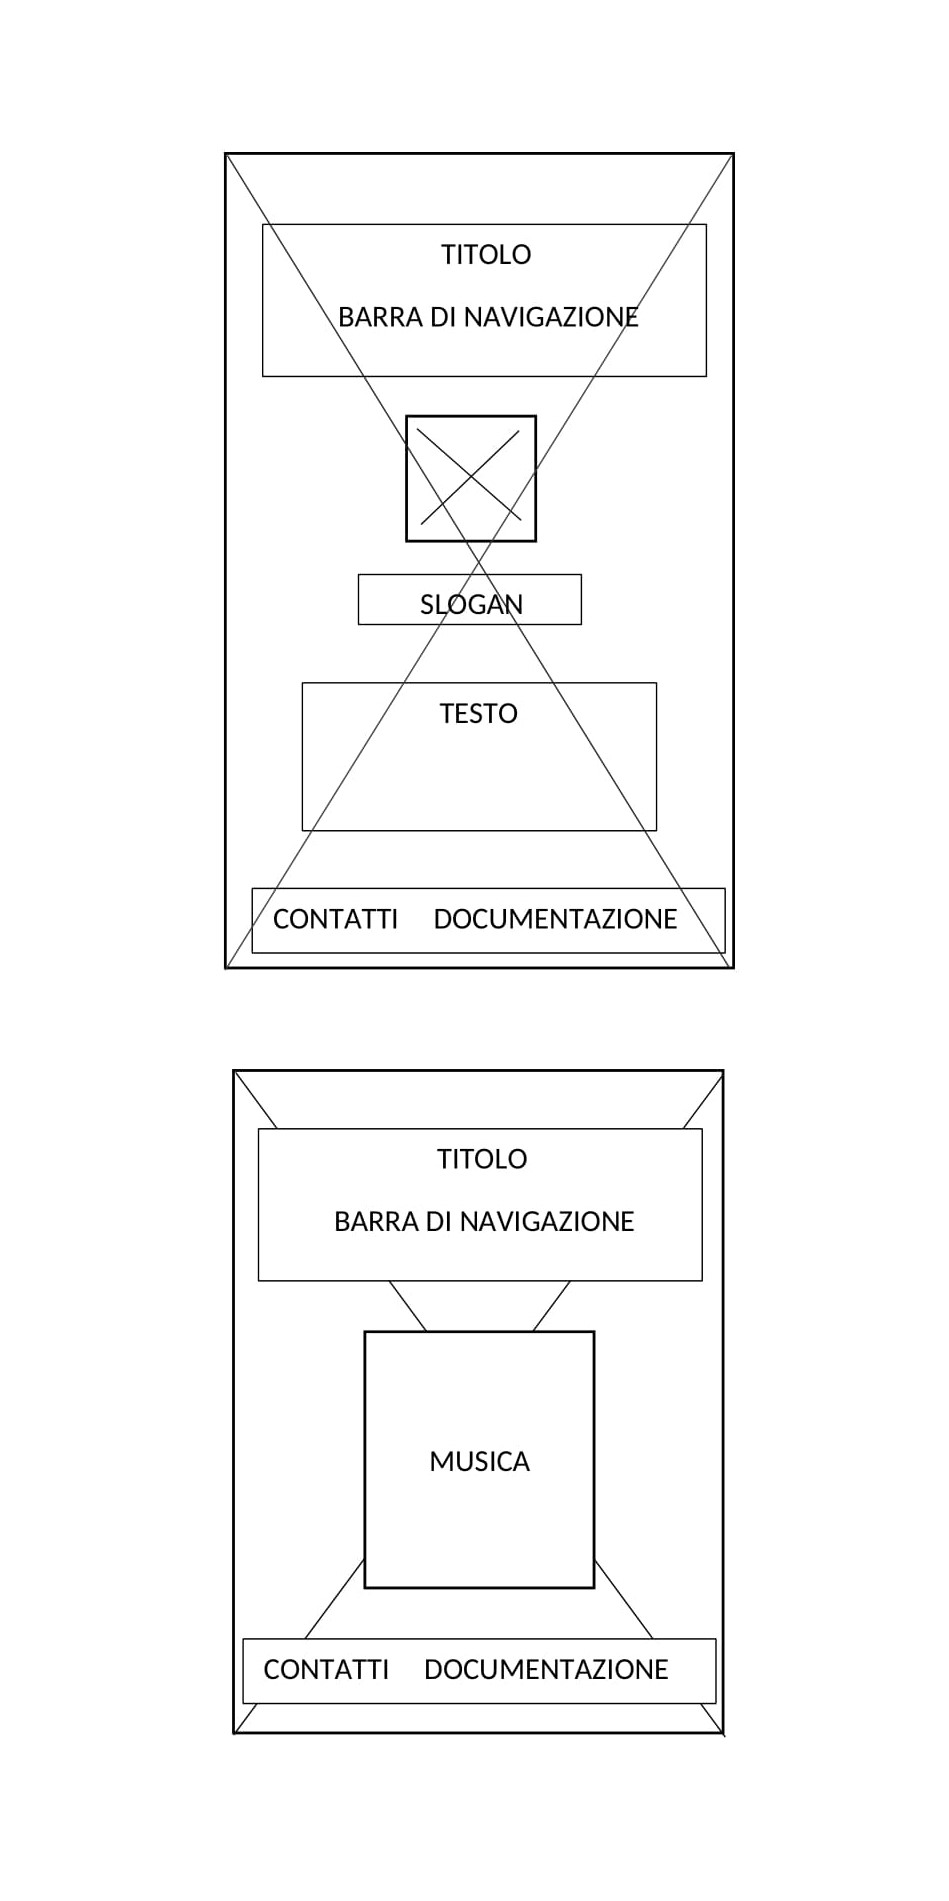 TITOLO
BARRA DI NAVIGAZIONE
SLOGAN
TESTO
CONTATTI DOCUMENTAZIONE
TITOLO
BARRA DI NAVIGAZIONE
MUSICA
CONTATTI DOCUMENTAZIONE